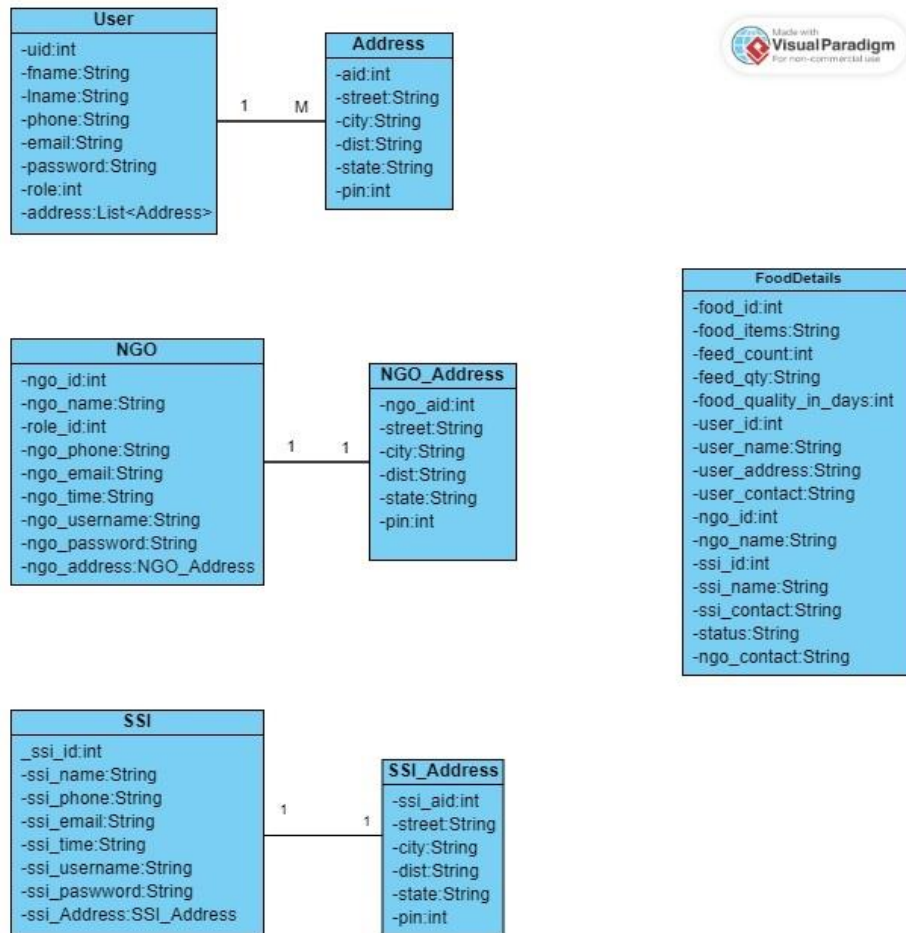 User
-uid:int
-fname:String
-lname:String
-phone:String
-email:String
-password:String
-role:int
-address:List<Address>
1 M
Address
-aid:int
-street:String
-city:String
-dist:String
-state:String
-pin:int
Made with
Visual Paradigm
For non-commercial use
NGO
-ngo_id:int
-ngo_name:String
-role_id:int
-ngo_phone:String
-ngo_email:String
-ngo_time:String
-ngo_username:String
-ngo_password:String
-ngo_address:NGO_Address
1 1
NGO_Address
-ngo_aid:int
-street:String
-city:String
-dist:String
-state:String
-pin:int
FoodDetails
-food_id:int
-food_items:String
-feed_count:int
-feed_qty:String
-food_quality_in_days:int
-user_id:int
-user_name:String
-user_address:String
-user_contact:String
-ngo_id:int
-ngo_name:String
-ssi_id:int
-ssi_name:String
-ssi_contact:String
-status:String
-ngo_contact:String
SSI
_ssi_id:int
-ssi_name:String
-ssi_phone:String
-ssi_email:String
-ssi_time:String
-ssi_username:String
-ssi_paswword:String
-ssi_Address:SSI_Address
1 1
SSI_Address
-ssi_aid:int
-street:String
-city:String
-dist:String
-state:String
-pin:int